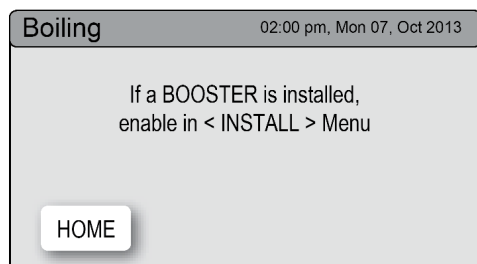 Boiling
02:00 pm, Mon 07, Oct 2013
If a BOOSTER is installed,
enable in < INSTALL > Menu
HOME